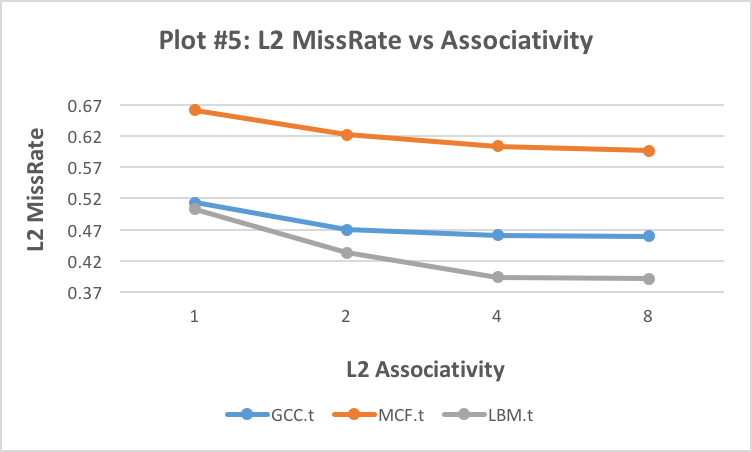 Plot #5: L2 MissRate vs Associativity
L2 MissRate
0.67
0.62
0.57
0.52
0.47
0.42
0.37
1 2 4 8
L2 Associativity
GCC.t MCF.t LBM.t